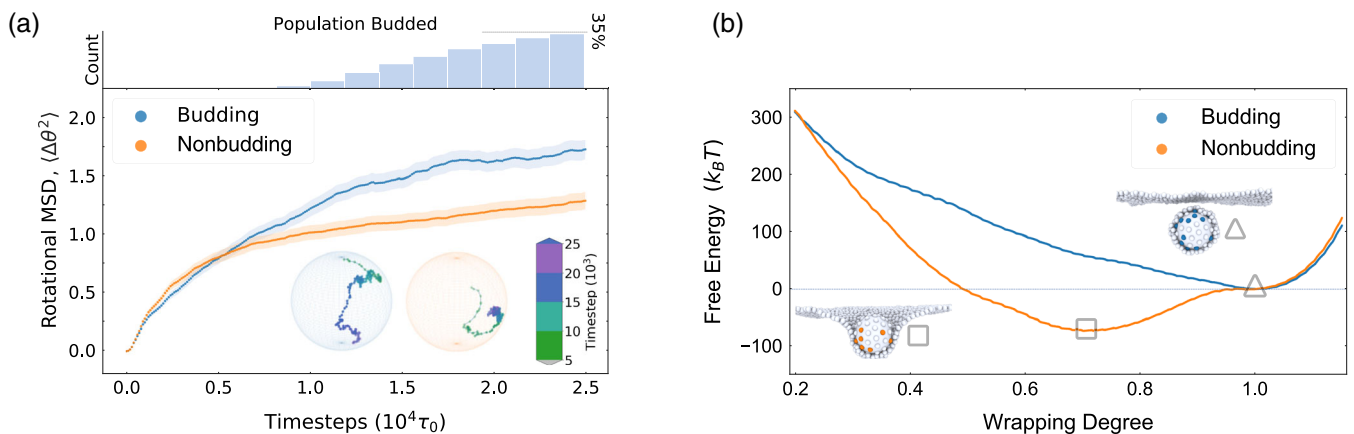 (a)
Population Budded
Count
35%
Rotational MSD, ⟨Δθ²⟩
2.0
1.5
1.0
0.5
0.0
Budding
Nonbudding
25
20
15
10
5
Timestep (10³)
0.0 0.5 1.0 1.5 2.0 2.5
Timesteps (10⁴τ₀)
(b)
Free Energy (k_BT)
300
200
100
0
−100
Budding
Nonbudding
0.2 0.4 0.6 0.8 1.0
Wrapping Degree